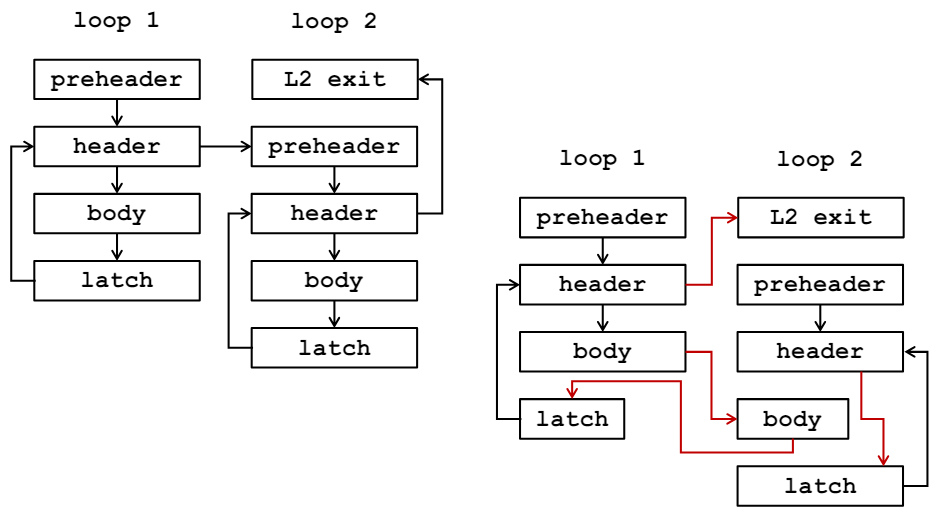 loop 1
loop 2
preheader
L2 exit
header
preheader
body
header
latch
body
latch
loop 1
loop 2
preheader
L2 exit
header
preheader
body
header
latch
body
latch